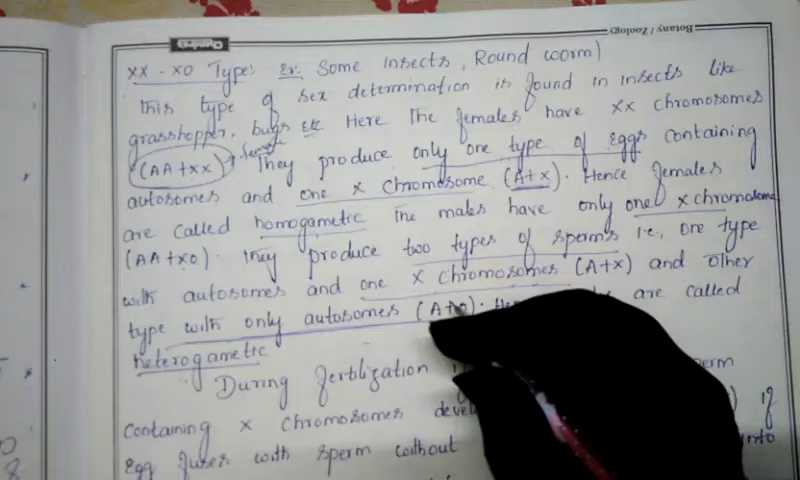 Botany / Zoology
XX - XO Type: Ex: Some insects, Round worm)
This type of sex determination is found in insects like
grasshopper, bugs etc Here The females have XX chromosomes
(AA+XX) female They produce only one type of eggs containing
autosomes and one X chromosome (A+X). Hence females
are called homogametic The males have only one X chromosome
(AA+XO). They produce two types of sperms i.e., one type
with autosomes and one X chromosomes (A+X) and other
type with only autosomes (A+O). are called
heterogametic
During fertilization
containing X chromosomes if
Egg fuses with sperm without into